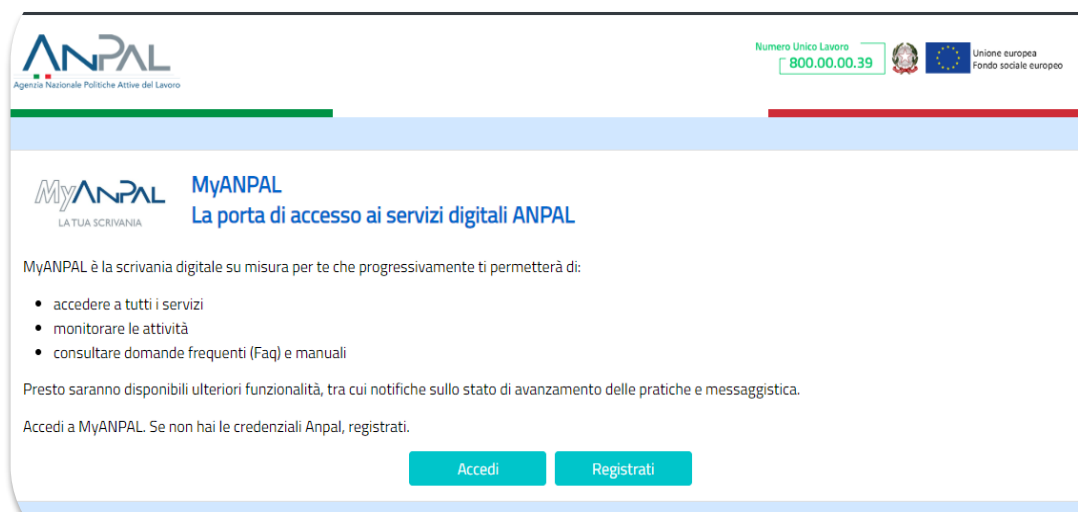 ANPAL
Agenzia Nazionale Politiche Attive del Lavoro
Numero Unico Lavoro
800.00.00.39
Unione europea
Fondo sociale europeo
MyANPAL
LA TUA SCRIVANIA
MyANPAL
La porta di accesso ai servizi digitali ANPAL
MyANPAL è la scrivania digitale su misura per te che progressivamente ti permetterà di:
• accedere a tutti i servizi
• monitorare le attività
• consultare domande frequenti (Faq) e manuali
Presto saranno disponibili ulteriori funzionalità, tra cui notifiche sullo stato di avanzamento delle pratiche e messaggistica.
Accedi a MyANPAL. Se non hai le credenziali Anpal, registrati.
Accedi
Registrati